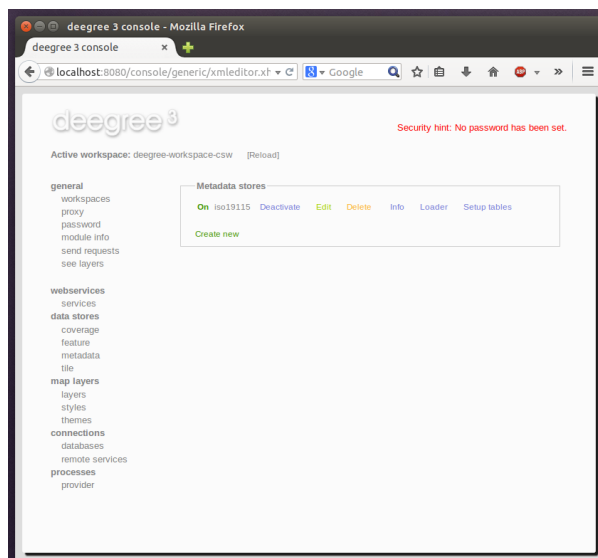 deegree 3 console - Mozilla Firefox
deegree 3 console
localhost:8080/console/generic/xmleditor.xh
Google
ABP
deegree 3
Security hint: No password has been set.
Active workspace: deegree-workspace-csw [Reload]
general
workspaces
proxy
password
module info
send requests
see layers
webservices
services
data stores
coverage
feature
metadata
tile
map layers
layers
styles
themes
connections
databases
remote services
processes
provider
Metadata stores
On iso19115 Deactivate Edit Delete Info Loader Setup tables
Create new